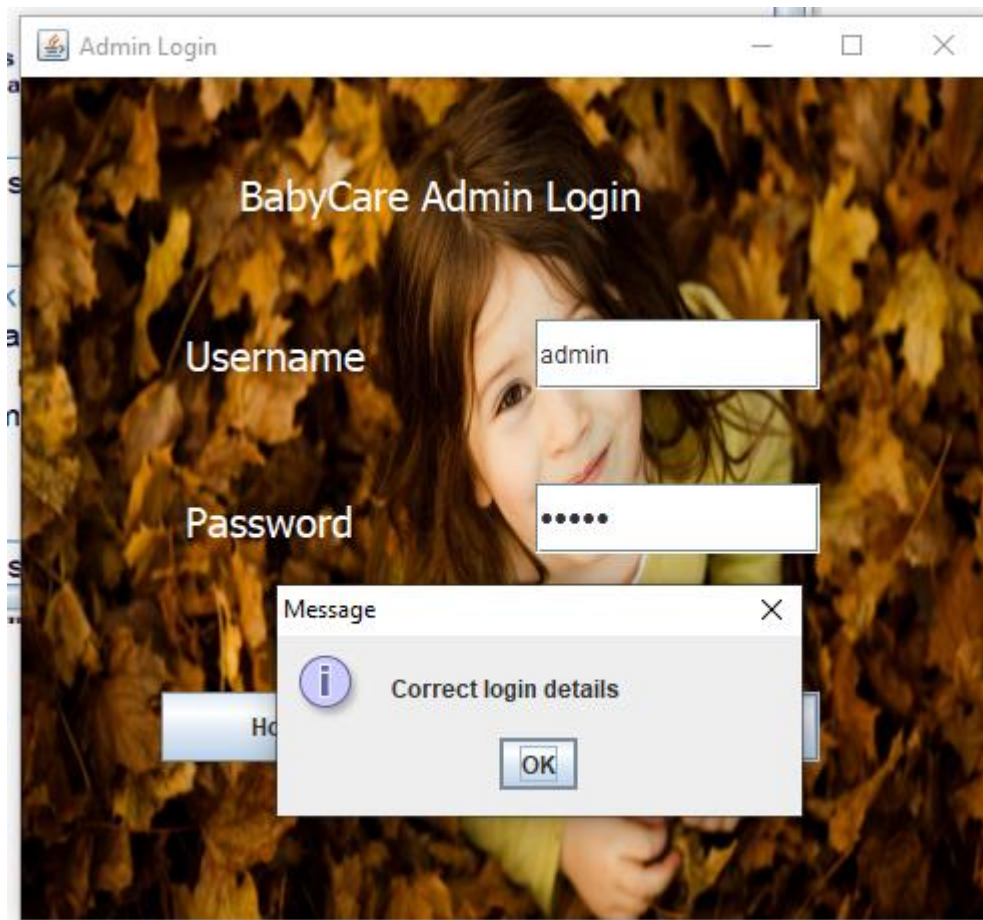 Admin Login
BabyCare Admin Login
Username
admin
Password
•••••
Message
Correct login details
OK